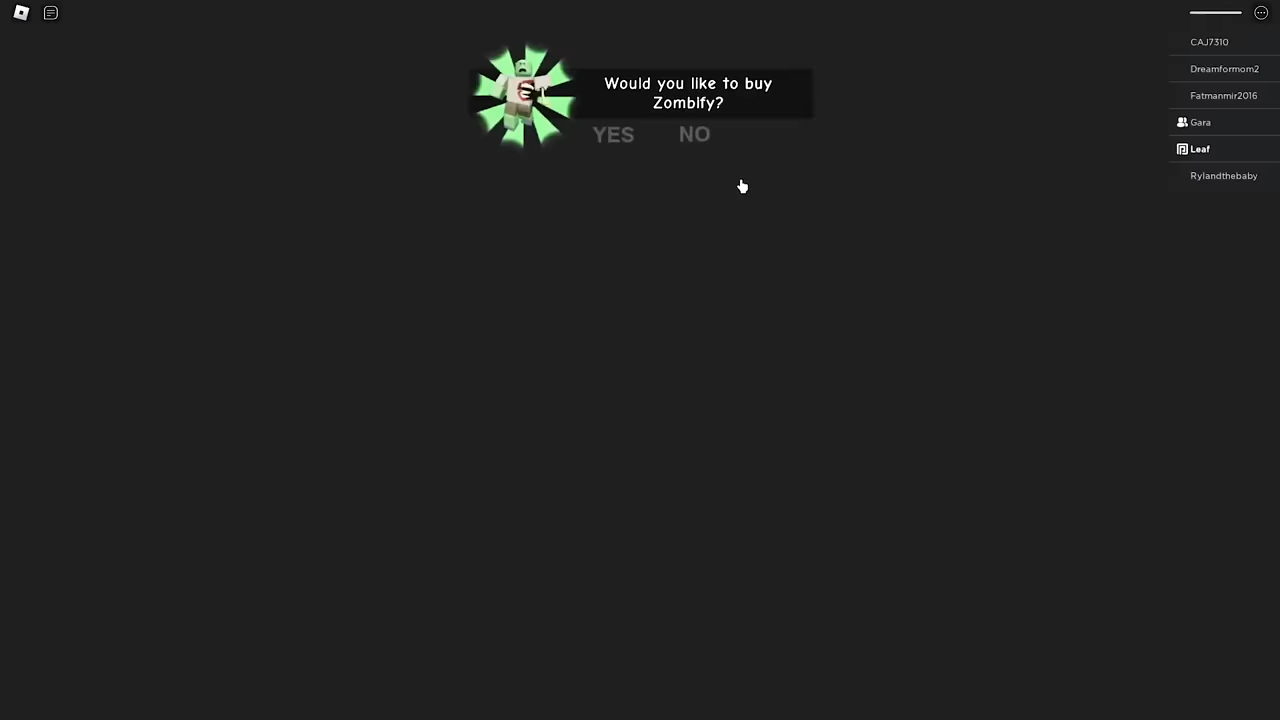 Would you like to buy
Zombify?
YES NO
CAJ7310
Dreamformom2
Fatmanmir2016
Gara
Leaf
Rylandthebaby